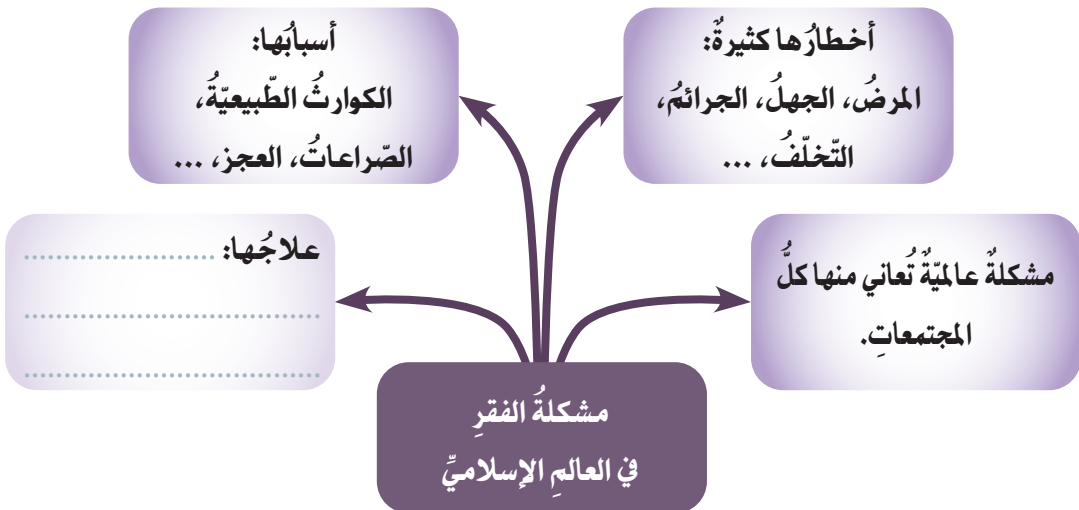 أخطارُها كثيرةٌ:
المرضُ، الجهلُ، الجرائمُ،
التّخلّفُ، ...
أسبابُها:
الكوارثُ الطّبيعيّةُ،
الصّراعاتُ، العجز، ...
مشكلةٌ عالميّةٌ تُعاني منها كلُّ
المجتمعاتِ.
علاجُها: ......................
..................................
..................................
مشكلةُ الفقرِ
في العالمِ الإسلاميِّ